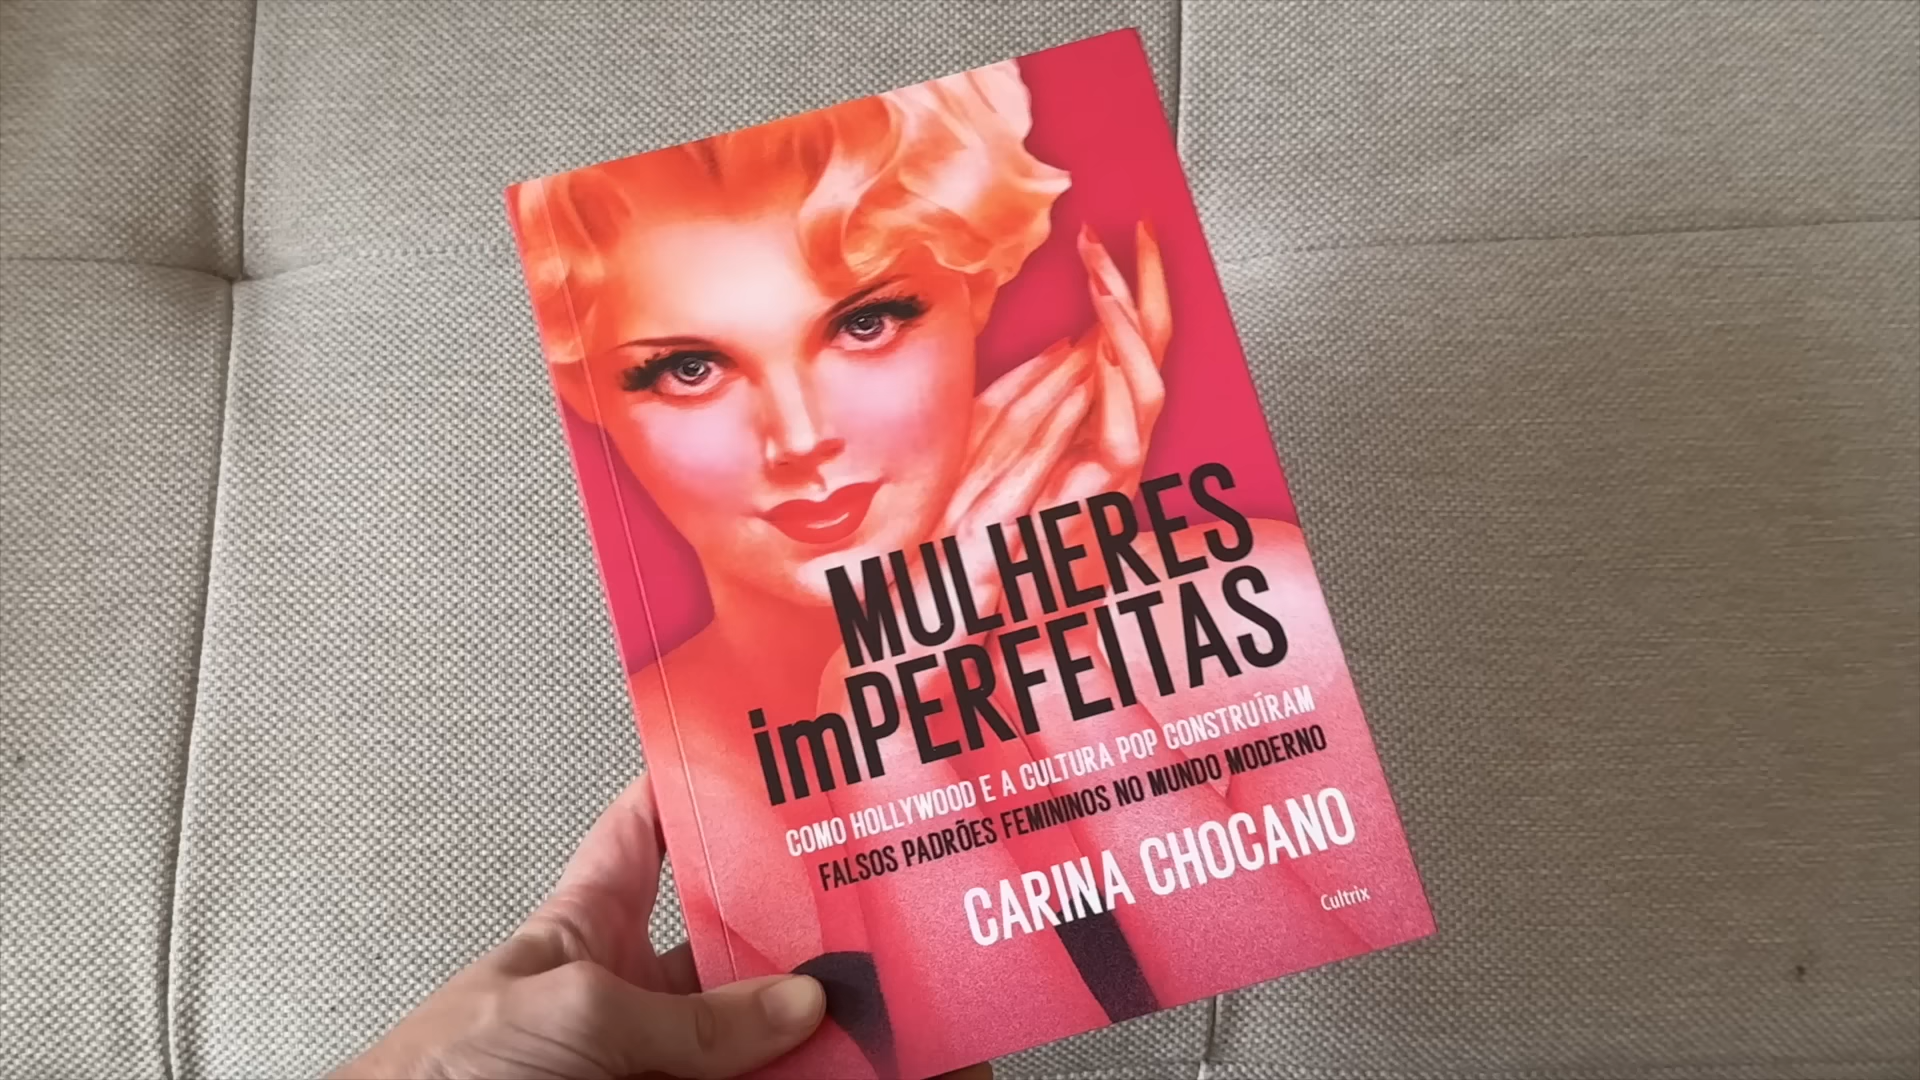 MULHERES
imPERFEITAS
COMO HOLLYWOOD E A CULTURA POP CONSTRUÍRAM
FALSOS PADRÕES FEMININOS NO MUNDO MODERNO
CARINA CHOCANO
Cultrix